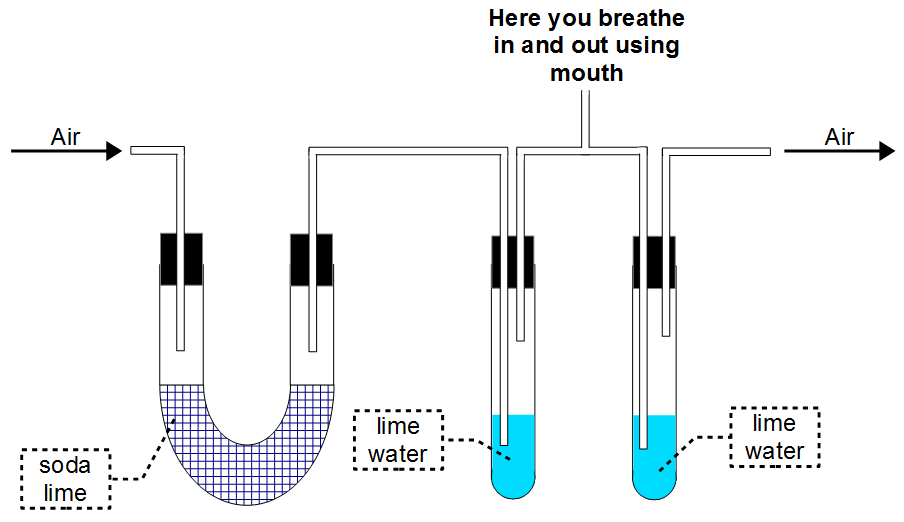 Here you breathe
in and out using
mouth
Air
Air
lime
water
lime
water
soda
lime